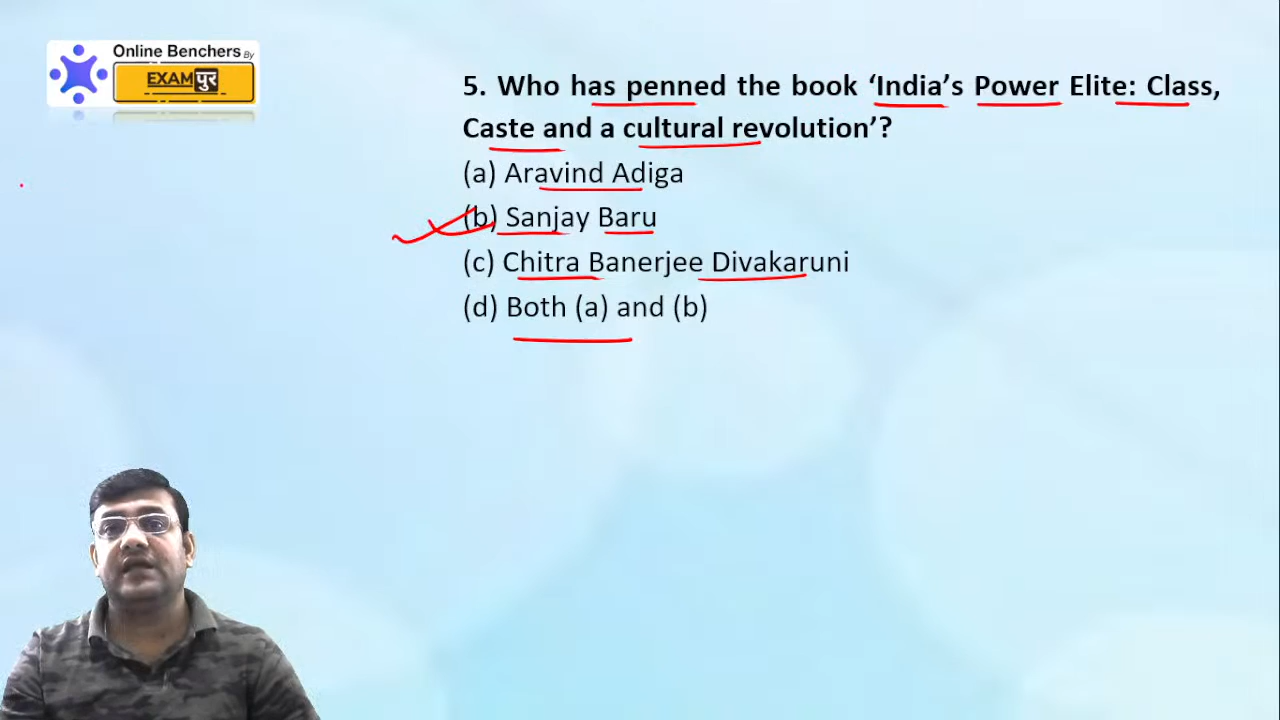 Online Benchers By
EXAMपुर
5. Who has penned the book ‘India’s Power Elite: Class,
Caste and a cultural revolution’?
(a) Aravind Adiga
(b) Sanjay Baru
(c) Chitra Banerjee Divakaruni
(d) Both (a) and (b)